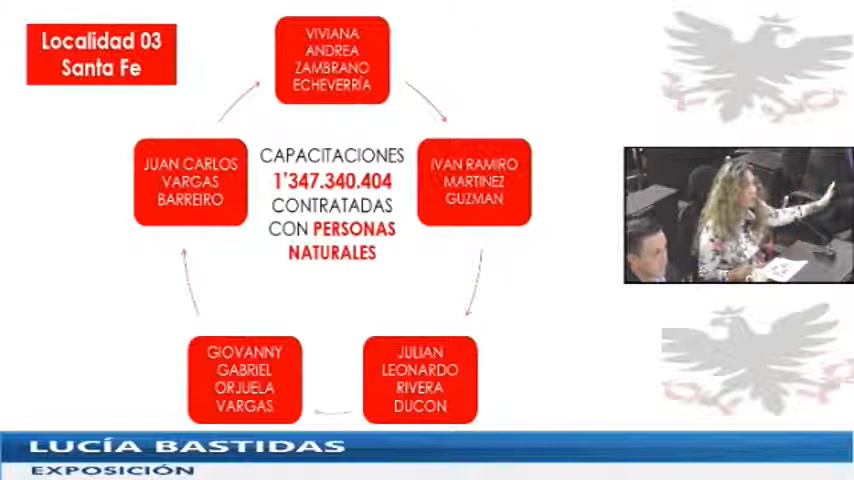 Localidad 03
Santa Fe
VIVIANA
ANDREA
ZAMBRANO
ECHEVERRÍA
JUAN CARLOS
VARGAS
BARREIRO
CAPACITACIONES
1'347.340.404
CONTRATADAS
CON PERSONAS
NATURALES
IVAN RAMIRO
MARTINEZ
GUZMAN
GIOVANNY
GABRIEL
ORJUELA
VARGAS
JULIAN
LEONARDO
RIVERA
DUCON
LUCÍA BASTIDAS
EXPOSICIÓN